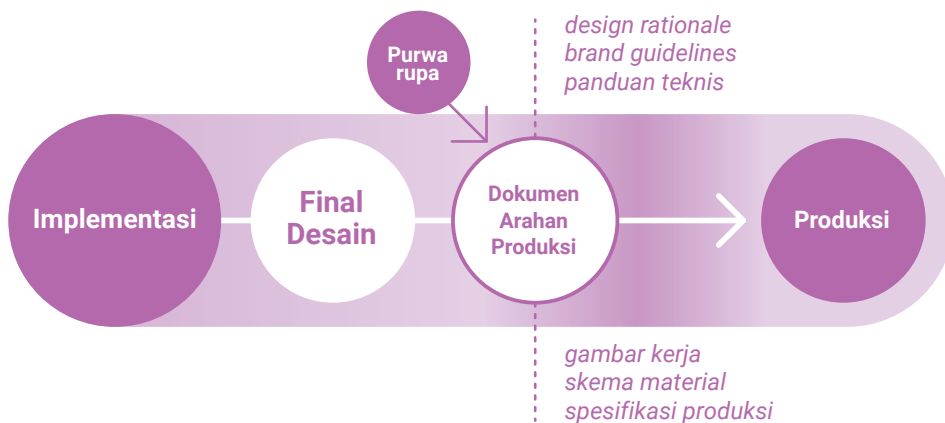 Purwa
rupa
design rationale
brand guidelines
panduan teknis
Implementasi
Final
Desain
Dokumen
Arahan
Produksi
Produksi
gambar kerja
skema material
spesifikasi produksi